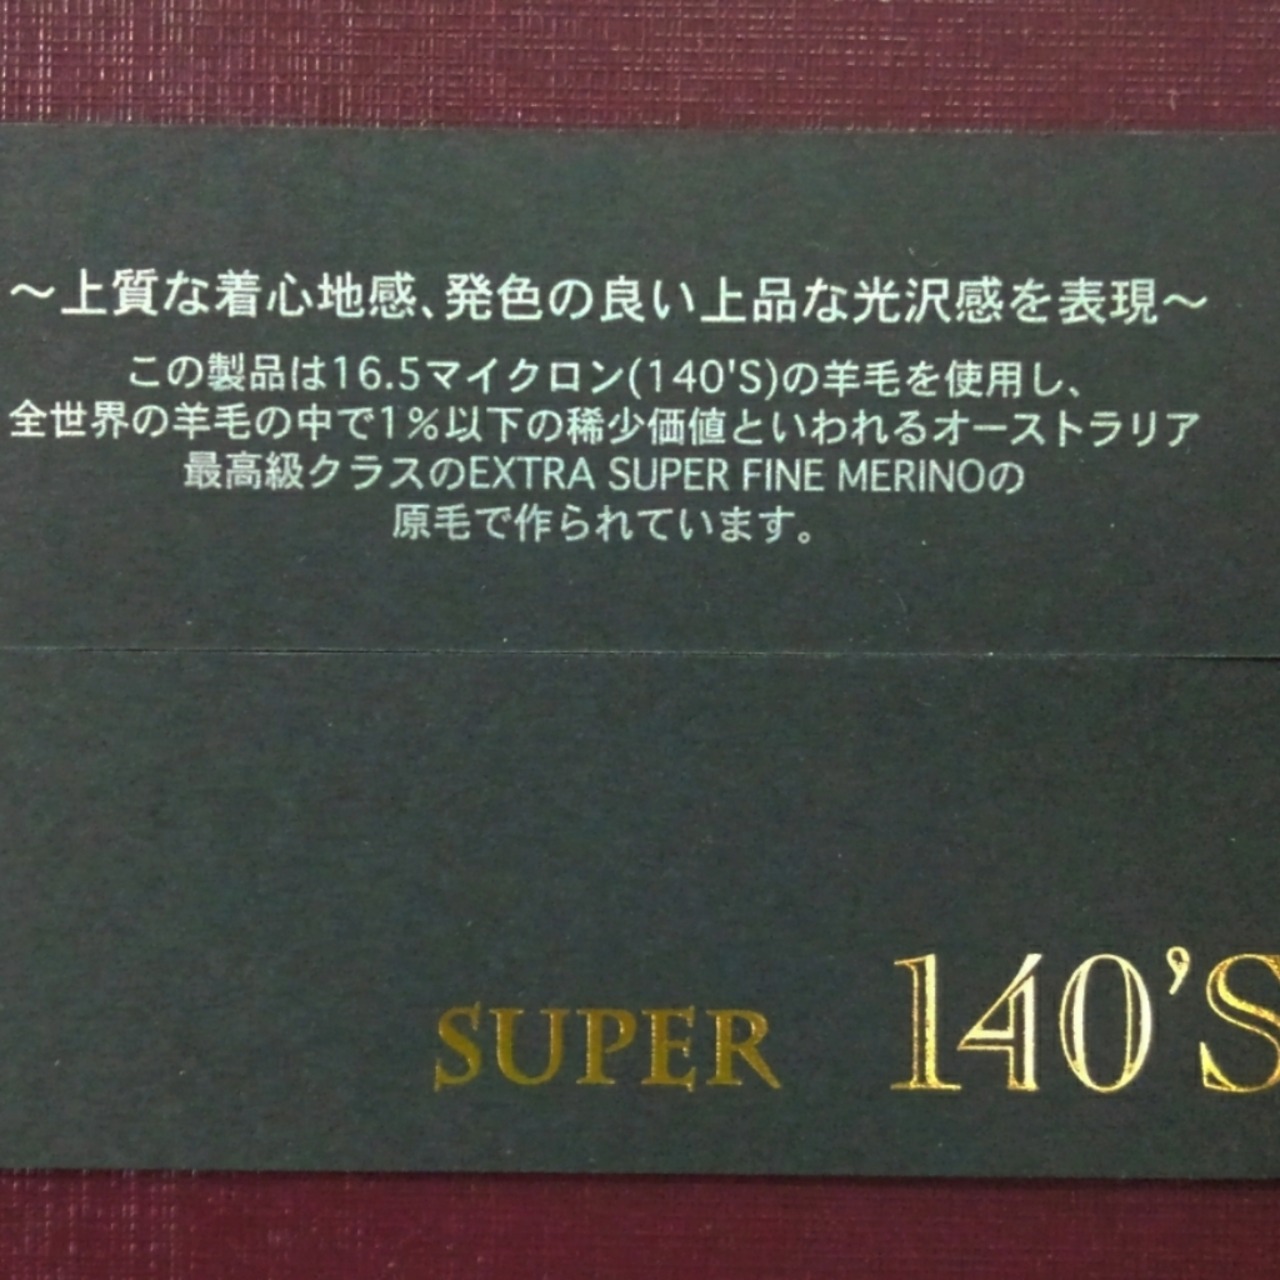 ～上質な着心地感、発色の良い上品な光沢感を表現～
この製品は16.5マイクロン(140'S)の羊毛を使用し、
全世界の羊毛の中で1%以下の稀少価値といわれるオーストラリア
最高級クラスのEXTRA SUPER FINE MERINOの
原毛で作られています。
SUPER 140’S